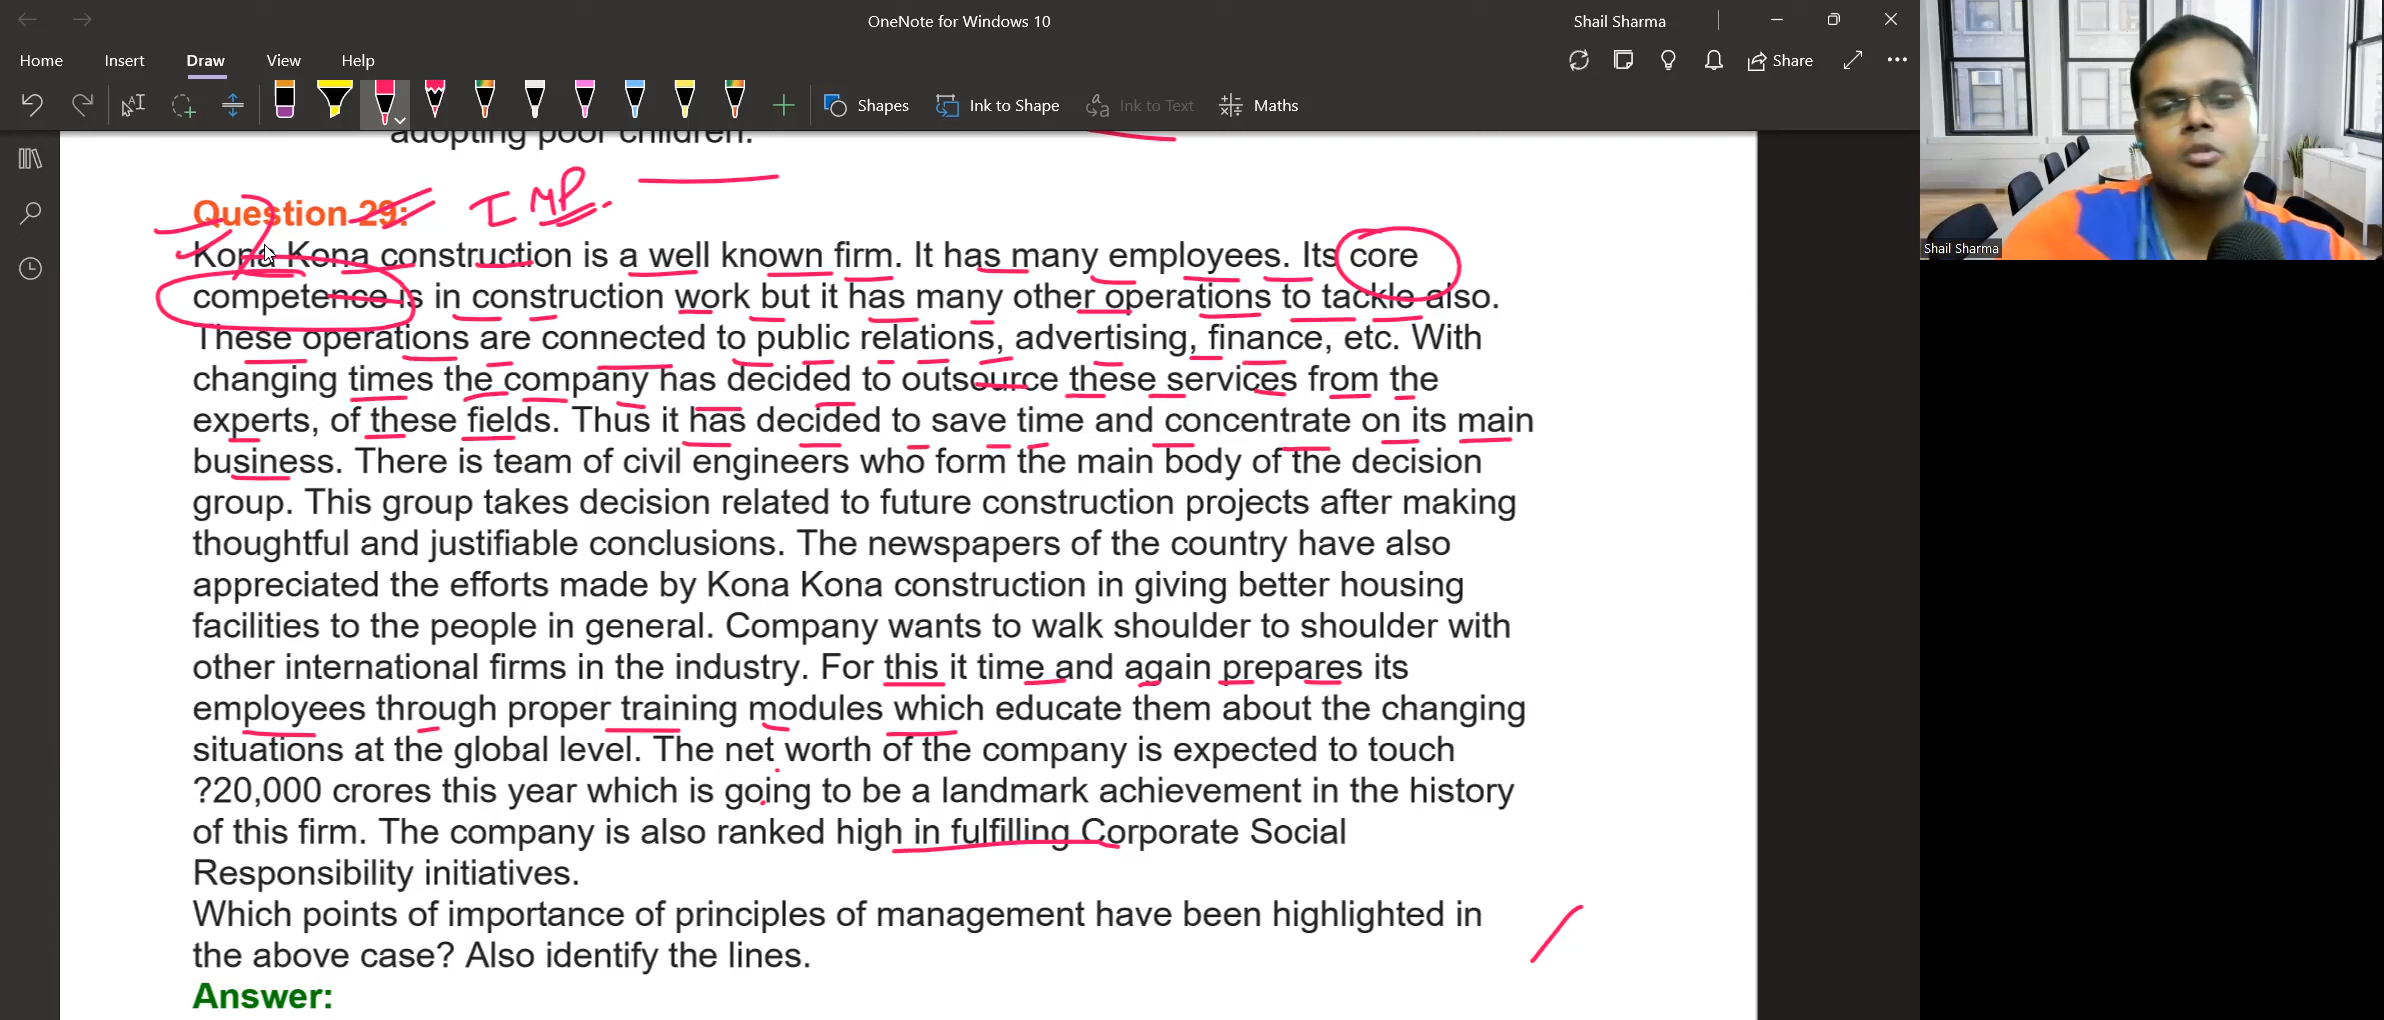 OneNote for Windows 10
Shail Sharma
Home Insert Draw View Help
Share
Shapes
Ink to Shape
Ink to Text
Maths
Shail Sharma
adopting poor children.
Question 29:
IMP.
Kona Kona construction is a well known firm. It has many employees. Its core
competence is in construction work but it has many other operations to tackle also.
These operations are connected to public relations, advertising, finance, etc. With
changing times the company has decided to outsource these services from the
experts, of these fields. Thus it has decided to save time and concentrate on its main
business. There is team of civil engineers who form the main body of the decision
group. This group takes decision related to future construction projects after making
thoughtful and justifiable conclusions. The newspapers of the country have also
appreciated the efforts made by Kona Kona construction in giving better housing
facilities to the people in general. Company wants to walk shoulder to shoulder with
other international firms in the industry. For this it time and again prepares its
employees through proper training modules which educate them about the changing
situations at the global level. The net worth of the company is expected to touch
?20,000 crores this year which is going to be a landmark achievement in the history
of this firm. The company is also ranked high in fulfilling Corporate Social
Responsibility initiatives.
Which points of importance of principles of management have been highlighted in
the above case? Also identify the lines.
Answer: